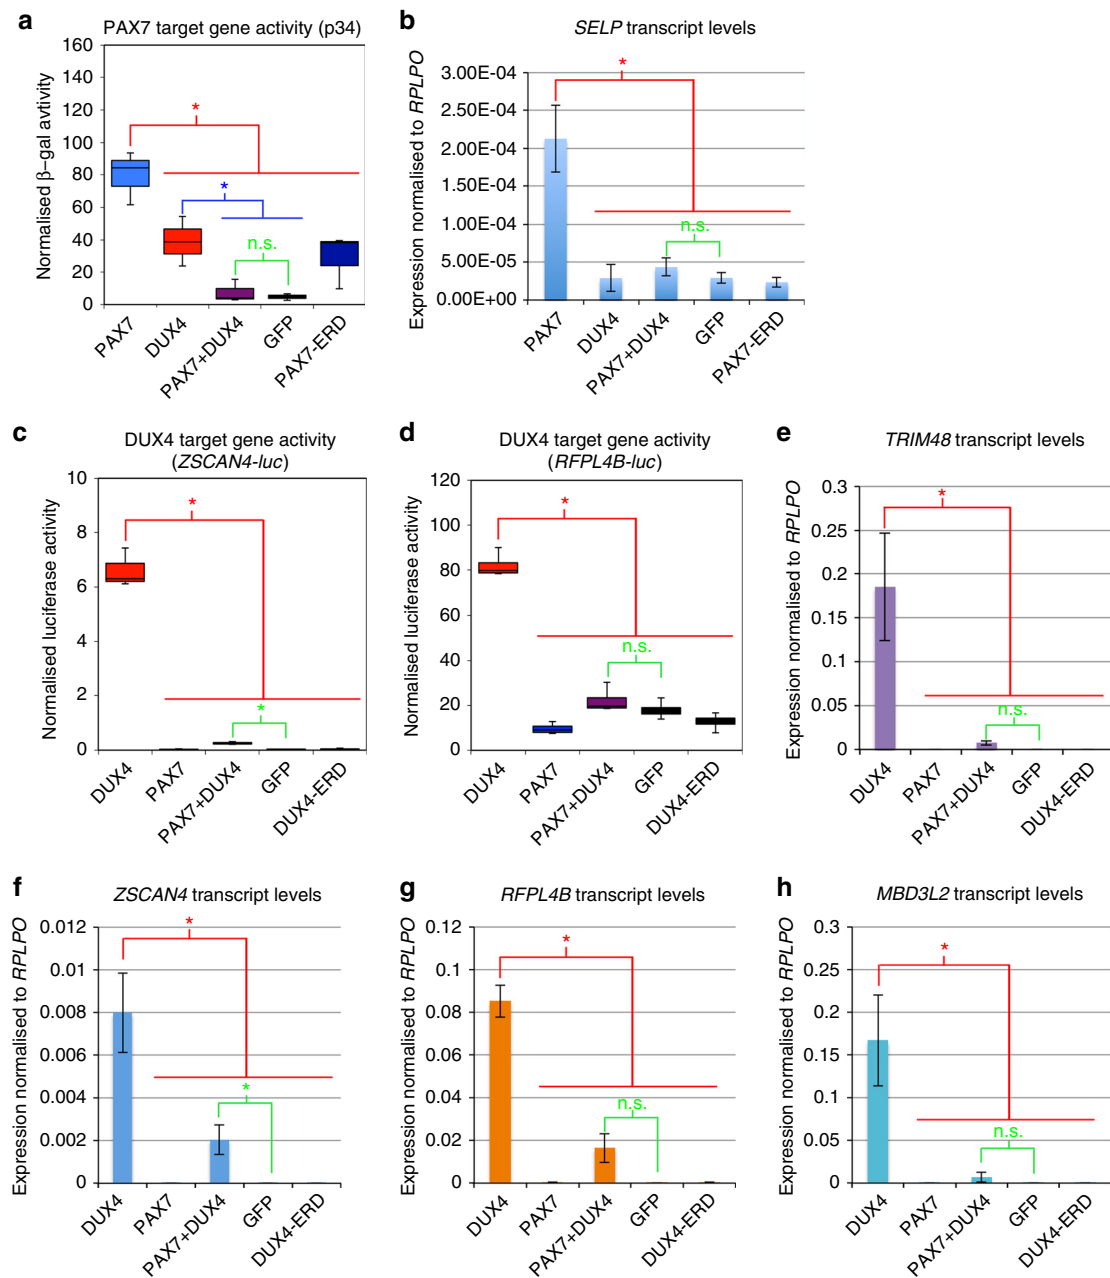 a
PAX7 target gene activity (p34)
Normalised β–gal avtivity
160
140
120
100
80
60
40
20
0
*
*
n.s.
PAX7
DUX4
PAX7+DUX4
GFP
PAX7-ERD
b
SELP transcript levels
Expression normalised to RPLPO
3.00E-04
2.50E-04
2.00E-04
1.50E-04
1.00E-04
5.00E-05
0.00E+00
*
n.s.
PAX7
DUX4
PAX7+DUX4
GFP
PAX7-ERD
c
DUX4 target gene activity
(ZSCAN4-luc)
Normalised luciferase activity
10
8
6
4
2
0
*
*
DUX4
PAX7
PAX7+DUX4
GFP
DUX4-ERD
d
DUX4 target gene activity
(RFPL4B-luc)
Normalised luciferase activity
120
100
80
60
40
20
0
*
n.s.
DUX4
PAX7
PAX7+DUX4
GFP
DUX4-ERD
e
TRIM48 transcript levels
Expression normalised to RPLPO
0.3
0.25
0.2
0.15
0.1
0.05
0
*
n.s.
DUX4
PAX7
PAX7+DUX4
GFP
DUX4-ERD
f
ZSCAN4 transcript levels
Expression normalised to RPLPO
0.012
0.01
0.008
0.006
0.004
0.002
0
*
*
DUX4
PAX7
PAX7+DUX4
GFP
DUX4-ERD
g
RFPL4B transcript levels
Expression normalised to RPLPO
0.12
0.1
0.08
0.06
0.04
0.02
0
*
n.s.
DUX4
PAX7
PAX7+DUX4
GFP
DUX4-ERD
h
MBD3L2 transcript levels
Expression normalised to RPLPO
0.3
0.25
0.2
0.15
0.1
0.05
0
*
n.s.
DUX4
PAX7
PAX7+DUX4
GFP
DUX4-ERD